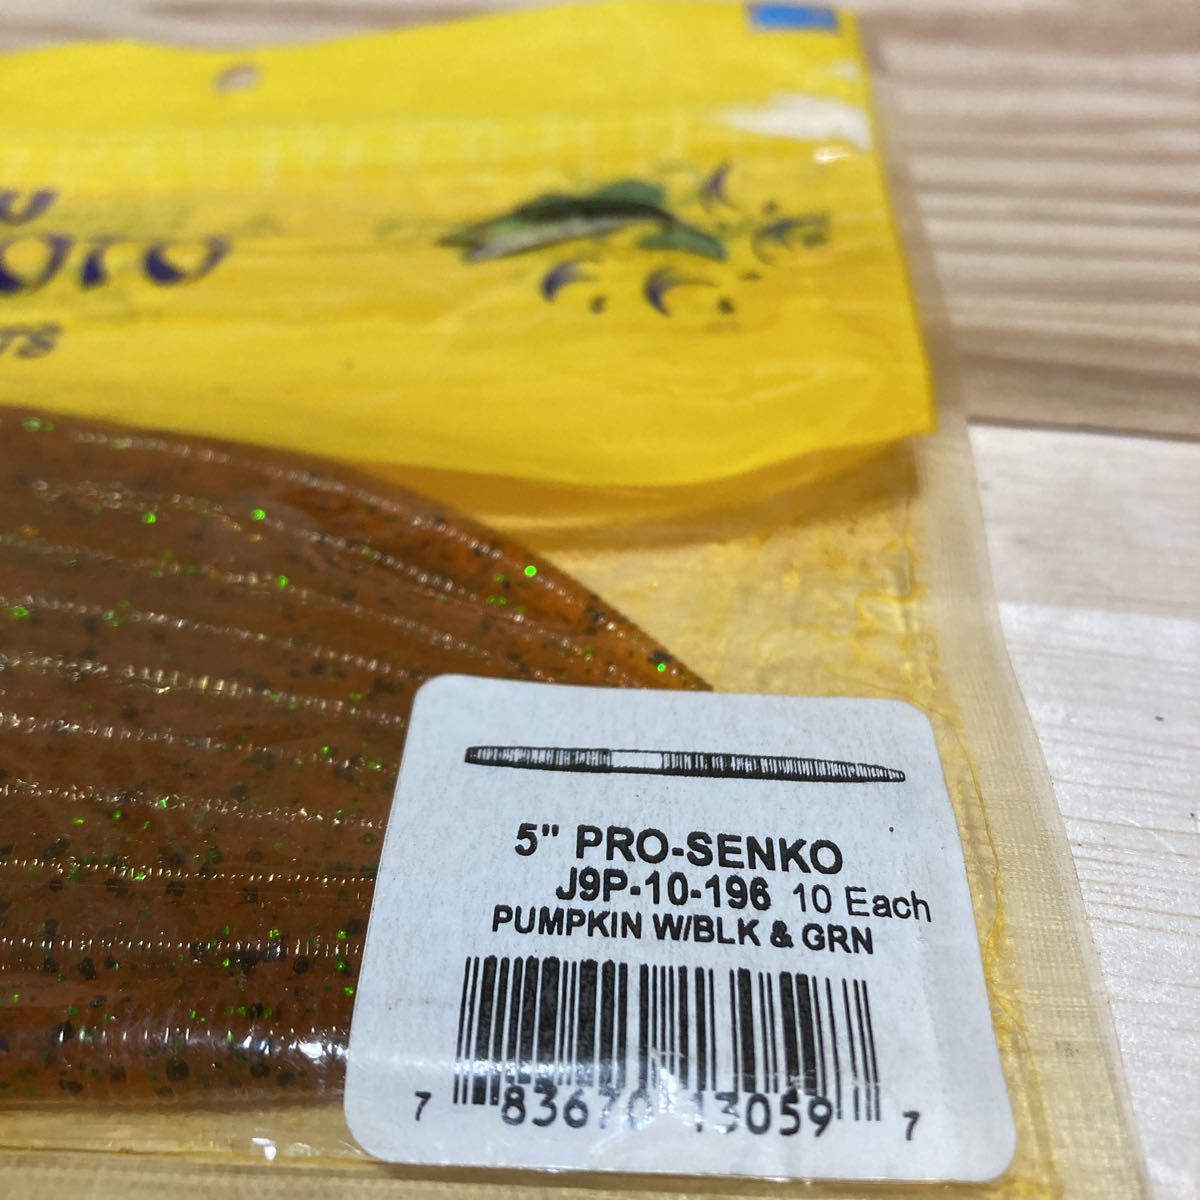 5" PRO-SENKO
J9P-10-196 10 Each
PUMPKIN W/BLK & GRN
7 83670 13059 7